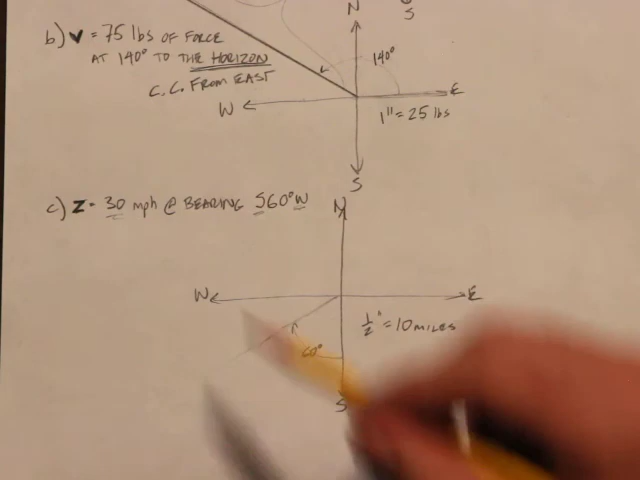 N
S
b) v = 75 lbs OF FORCE
AT 140° TO THE HORIZON
C.C. FROM EAST
140°
W
E
1" = 25 lbs
S
c) Z = 30 mph @ BEARING S60°W
N
W
E
1/2" = 10 MILES
60°
S